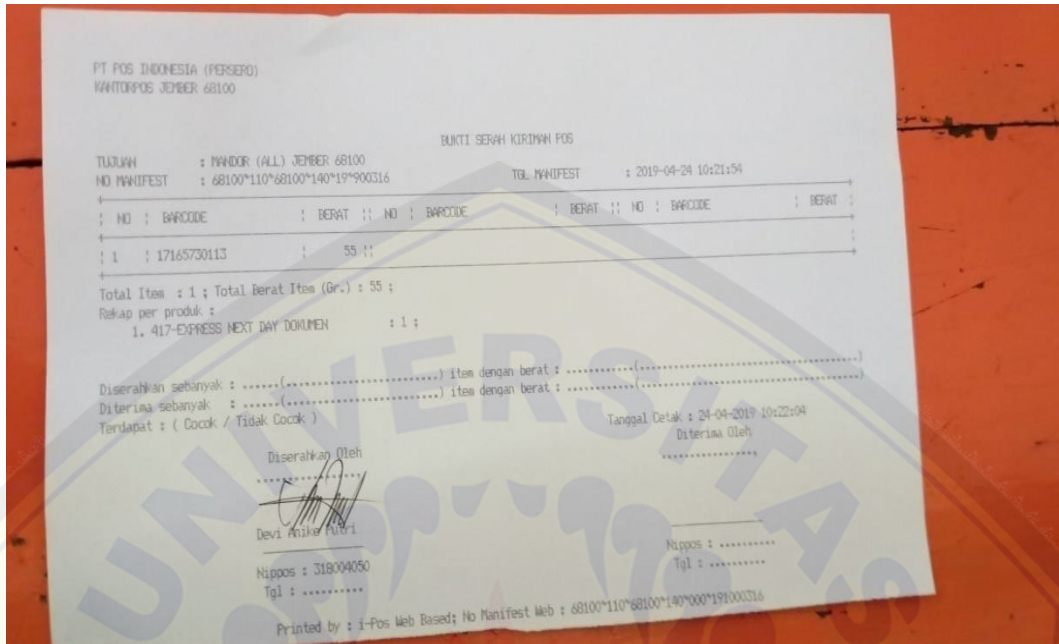 PT POS INDONESIA (PERSERO)
KANTORPOS JEMBER 68100
BUKTI SERAH KIRIMAN POS
TUJUAN : MANDOR (ALL) JEMBER 68100
NO MANIFEST : 68100*110*68100*140*19*900316 TGL MANIFEST : 2019-04-24 10:21:54
| NO | BARCODE | BERAT || NO | BARCODE | BERAT || NO | BARCODE | BERAT |
| 1 | 17165730113 | 55 ||
Total Item : 1 ; Total Berat Item (Gr.) : 55 ;
Rekap per produk :
1. 417-EXPRESS NEXT DAY DOKUMEN : 1 ;
Diserahkan sebanyak : ......(..........................) item dengan berat : ............(......................................)
Diterima sebanyak : ......(..........................) item dengan berat : ............(......................................)
Terdapat : ( Cocok / Tidak Cocok )
Tanggal Cetak : 24-04-2019 10:22:04
Diserahkan Oleh Diterima Oleh
Devi Anike Putri
Nippos : 318004050 Nippos : ..........
Tgl : .......... Tgl : ..........
Printed by : i-Pos Web Based; No Manifest Web : 68100*110*68100*140*000*191000316
UNIVERSITAS